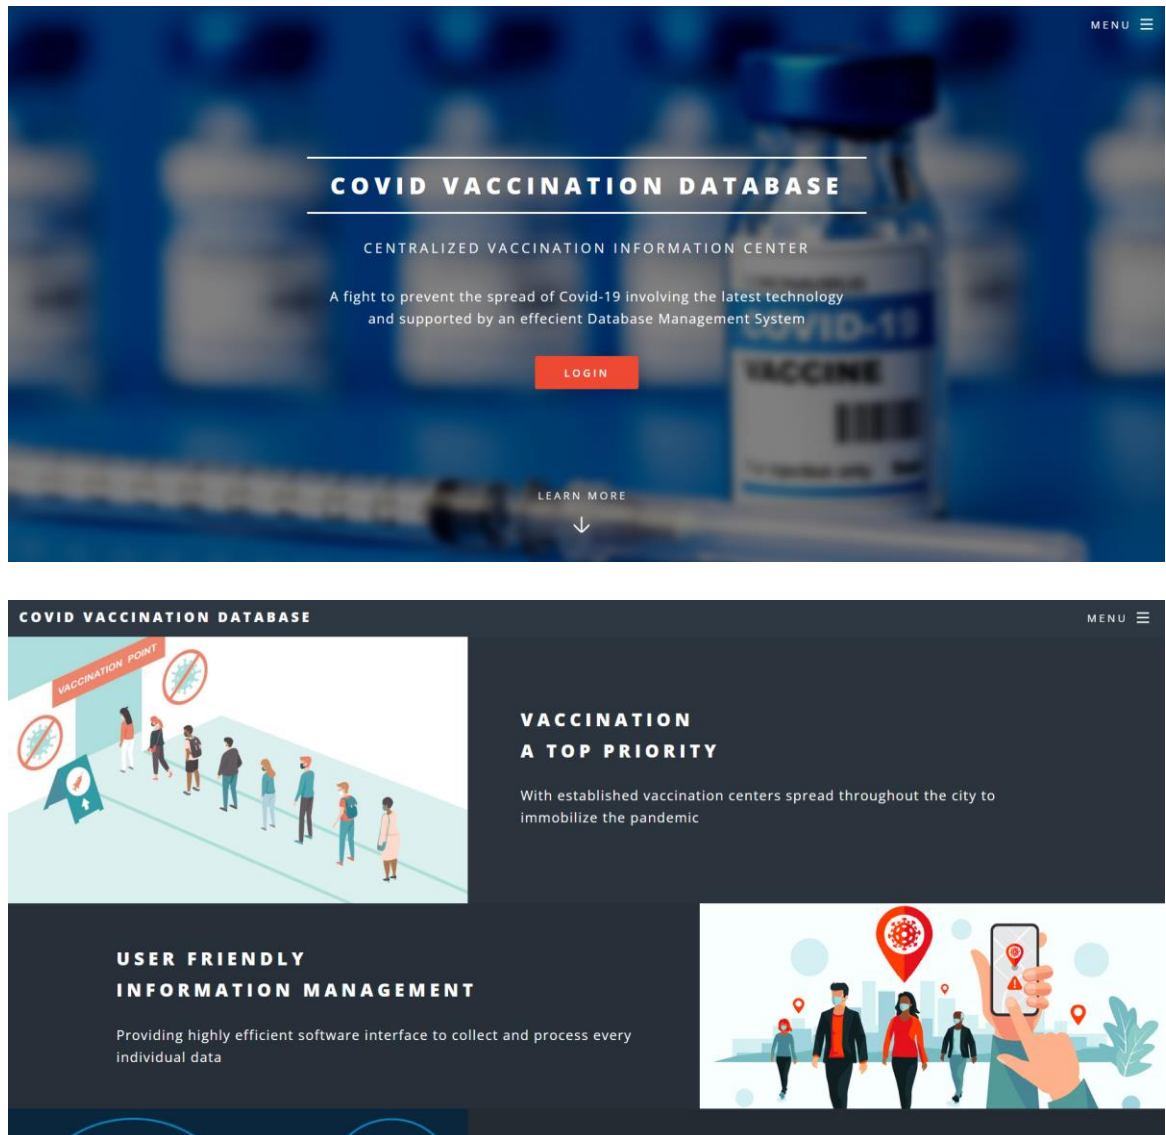 MENU
COVID VACCINATION DATABASE
CENTRALIZED VACCINATION INFORMATION CENTER
A fight to prevent the spread of Covid-19 involving the latest technology
and supported by an effecient Database Management System
COVID-19
VACCINE
LOGIN
LEARN MORE
COVID VACCINATION DATABASE
MENU
VACCINATION POINT
VACCINATION
A TOP PRIORITY
With established vaccination centers spread throughout the city to
immobilize the pandemic
USER FRIENDLY
INFORMATION MANAGEMENT
Providing highly efficient software interface to collect and process every
individual data